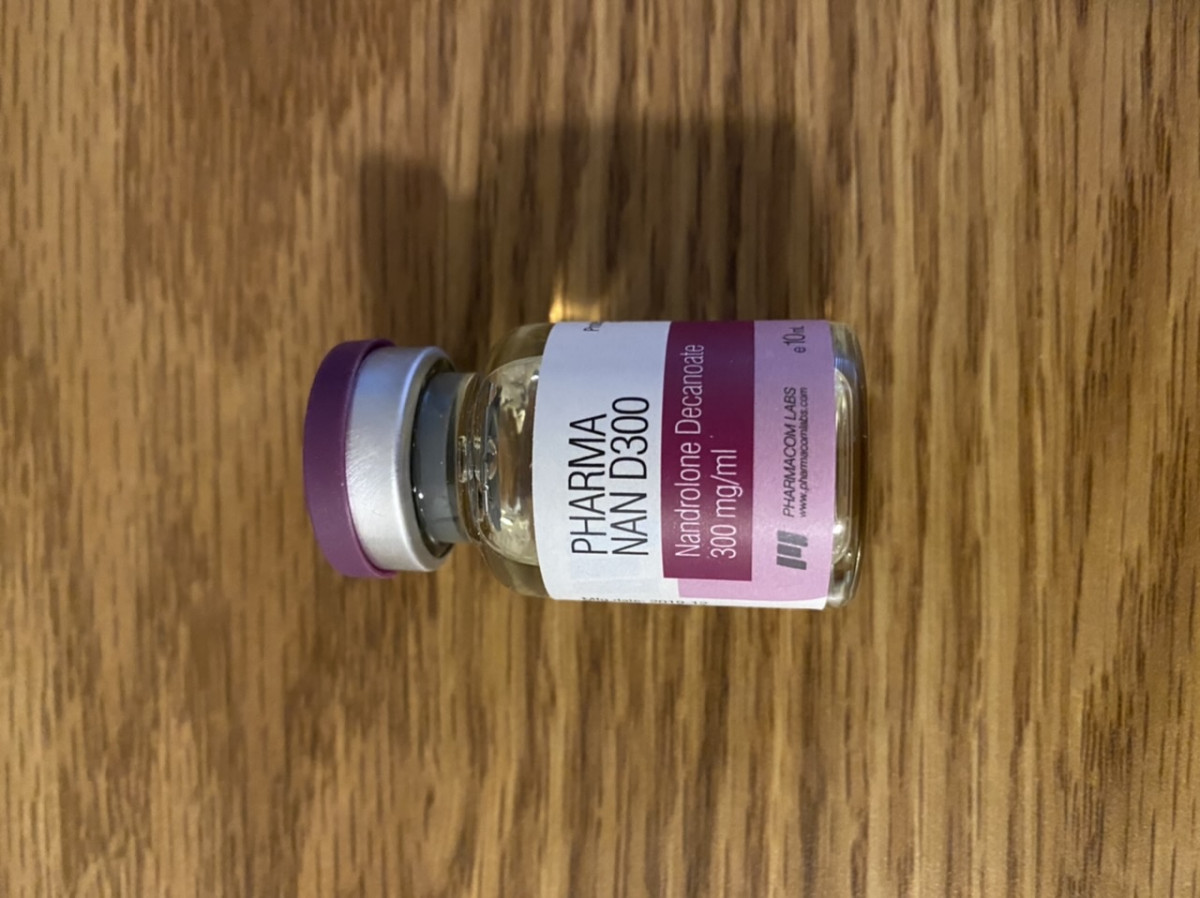 PHARMA
NAN D300
Nandrolone Decanoate
300 mg/ml
PHARMACOM LABS
www.pharmacomlabs.com
e 10mL